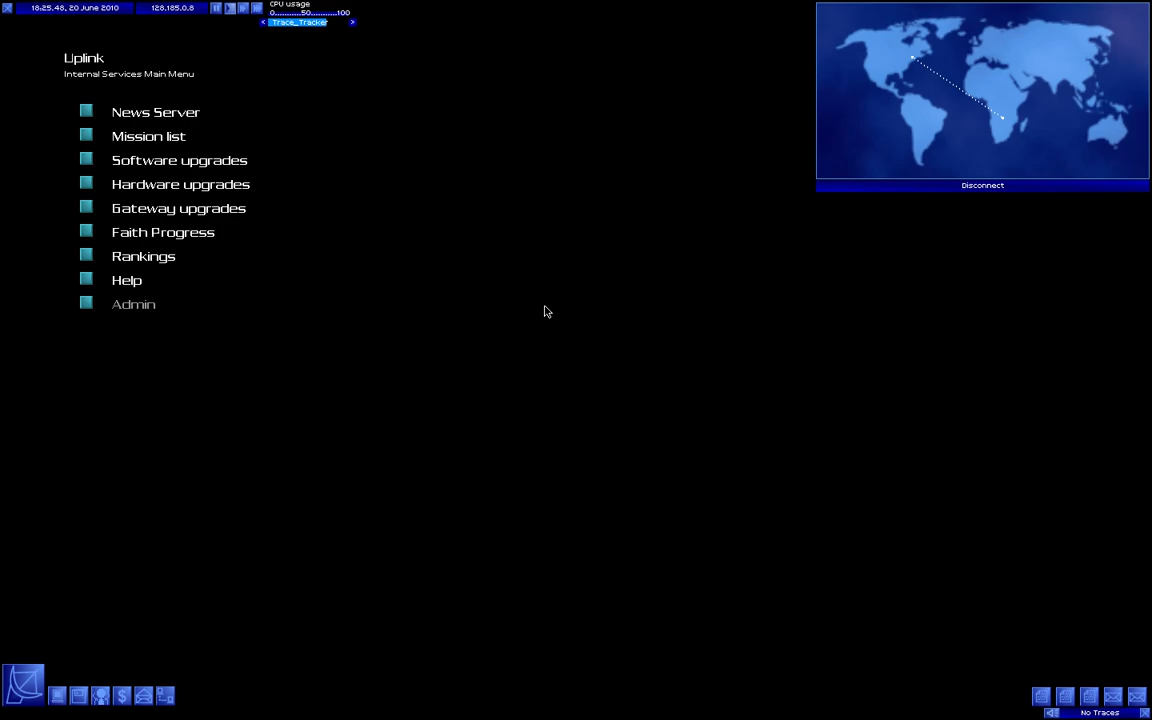 18:25.48, 20 June 2010
128.185.0.8
CPU usage
0...........50...........100
< Trace_Tracker >
Uplink
Internal Services Main Menu
News Server
Mission list
Software upgrades
Hardware upgrades
Gateway upgrades
Faith Progress
Rankings
Help
Admin
Disconnect
$
No Traces